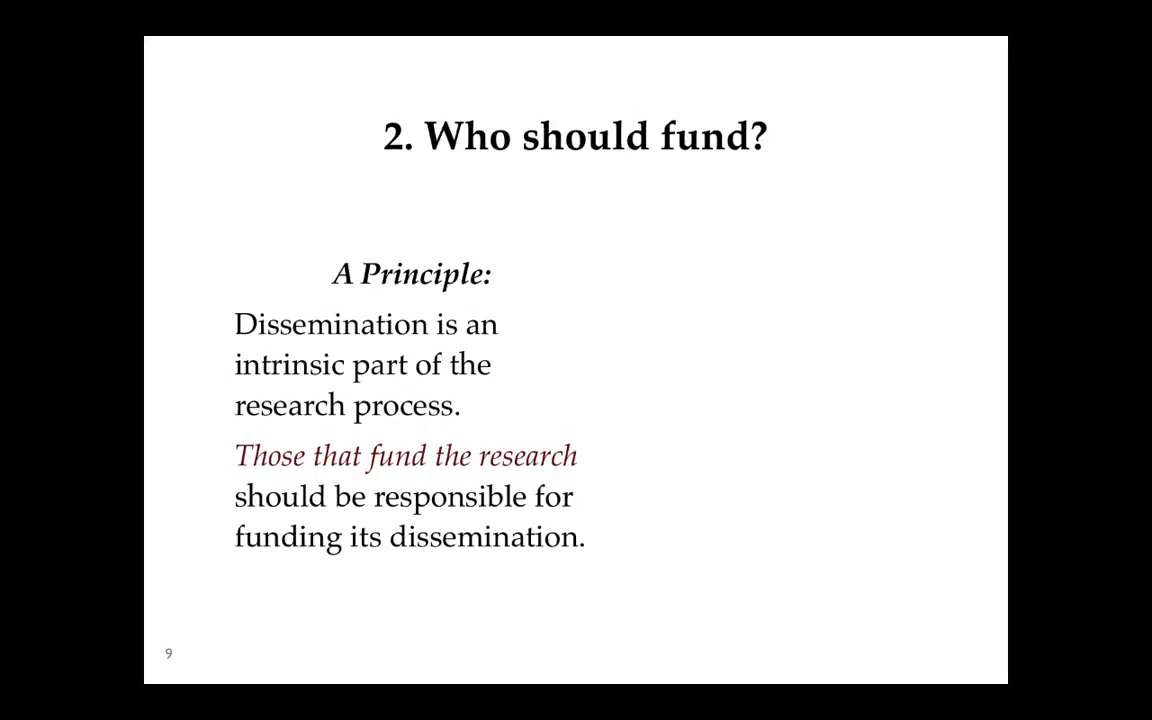 2. Who should fund?
A Principle:
Dissemination is an
intrinsic part of the
research process.
Those that fund the research
should be responsible for
funding its dissemination.
9